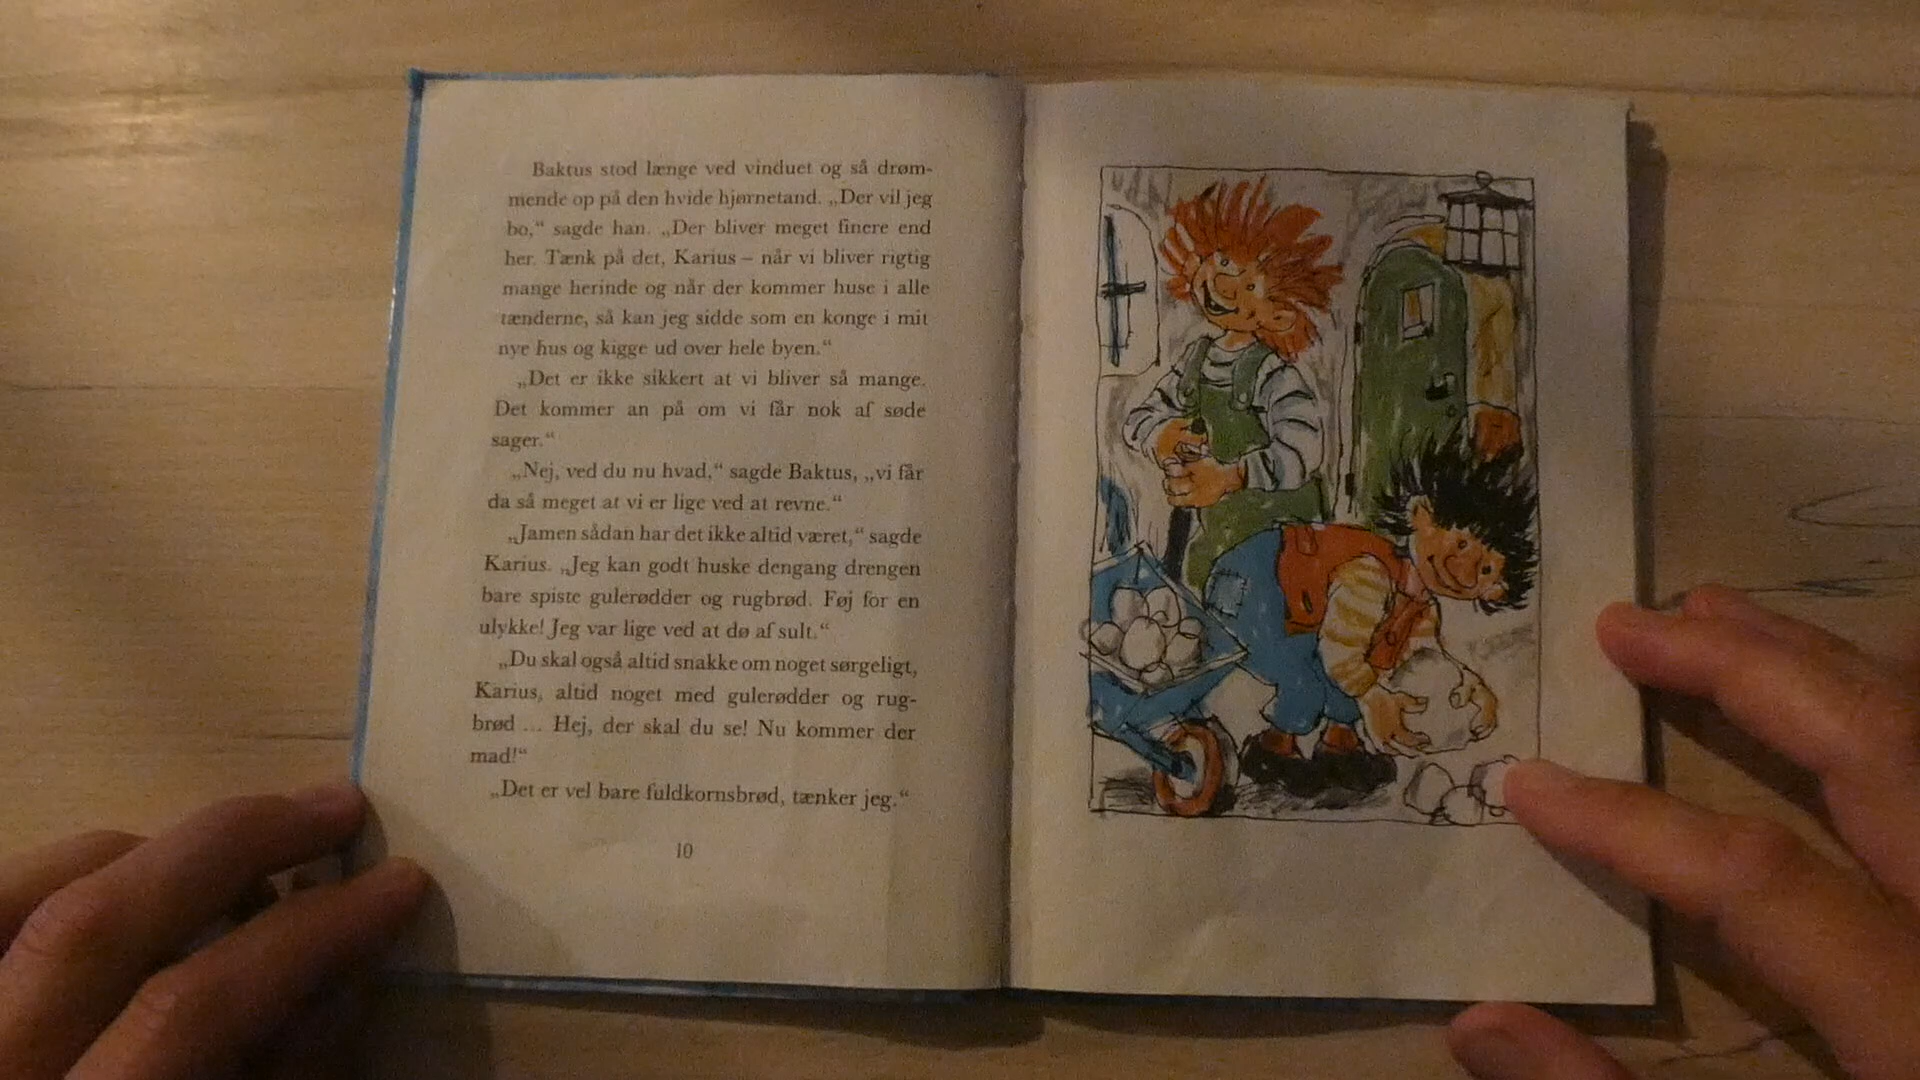 Baktus stod længe ved vinduet og så drøm-
mende op på den hvide hjørnetand. „Der vil jeg
bo,“ sagde han. „Der bliver meget finere end
her. Tænk på det, Karius – når vi bliver rigtig
mange herinde og når der kommer huse i alle
tænderne, så kan jeg sidde som en konge i mit
nye hus og kigge ud over hele byen.“
„Det er ikke sikkert at vi bliver så mange.
Det kommer an på om vi får nok af søde
sager.“
„Nej, ved du nu hvad,“ sagde Baktus, „vi får
da så meget at vi er lige ved at revne.“
„Jamen sådan har det ikke altid været,“ sagde
Karius. „Jeg kan godt huske dengang drengen
bare spiste gulerødder og rugbrød. Føj for en
ulykke! Jeg var lige ved at dø af sult.“
„Du skal også altid snakke om noget sørgeligt,
Karius, altid noget med gulerødder og rug-
brød ... Hej, der skal du se! Nu kommer der
mad!“
„Det er vel bare fuldkornsbrød, tænker jeg.“
10